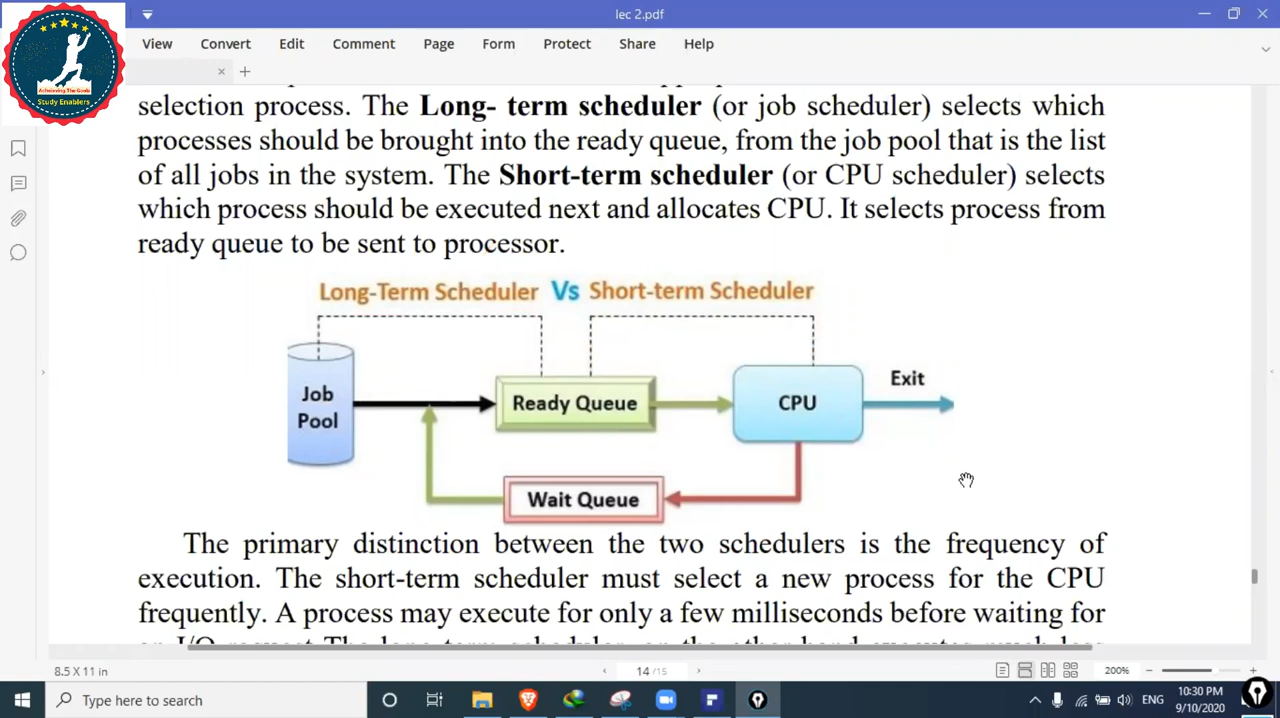 lec 2.pdf
View Convert Edit Comment Page Form Protect Share Help
Achieveing The Goals
Study Enablers
selection process. The Long- term scheduler (or job scheduler) selects which
processes should be brought into the ready queue, from the job pool that is the list
of all jobs in the system. The Short-term scheduler (or CPU scheduler) selects
which process should be executed next and allocates CPU. It selects process from
ready queue to be sent to processor.
Long-Term Scheduler Vs Short-term Scheduler
Job
Pool
Ready Queue
CPU
Exit
Wait Queue
The primary distinction between the two schedulers is the frequency of
execution. The short-term scheduler must select a new process for the CPU
frequently. A process may execute for only a few milliseconds before waiting for
8.5 X 11 in
14 /15
200%
Type here to search
ENG
10:30 PM
9/10/2020